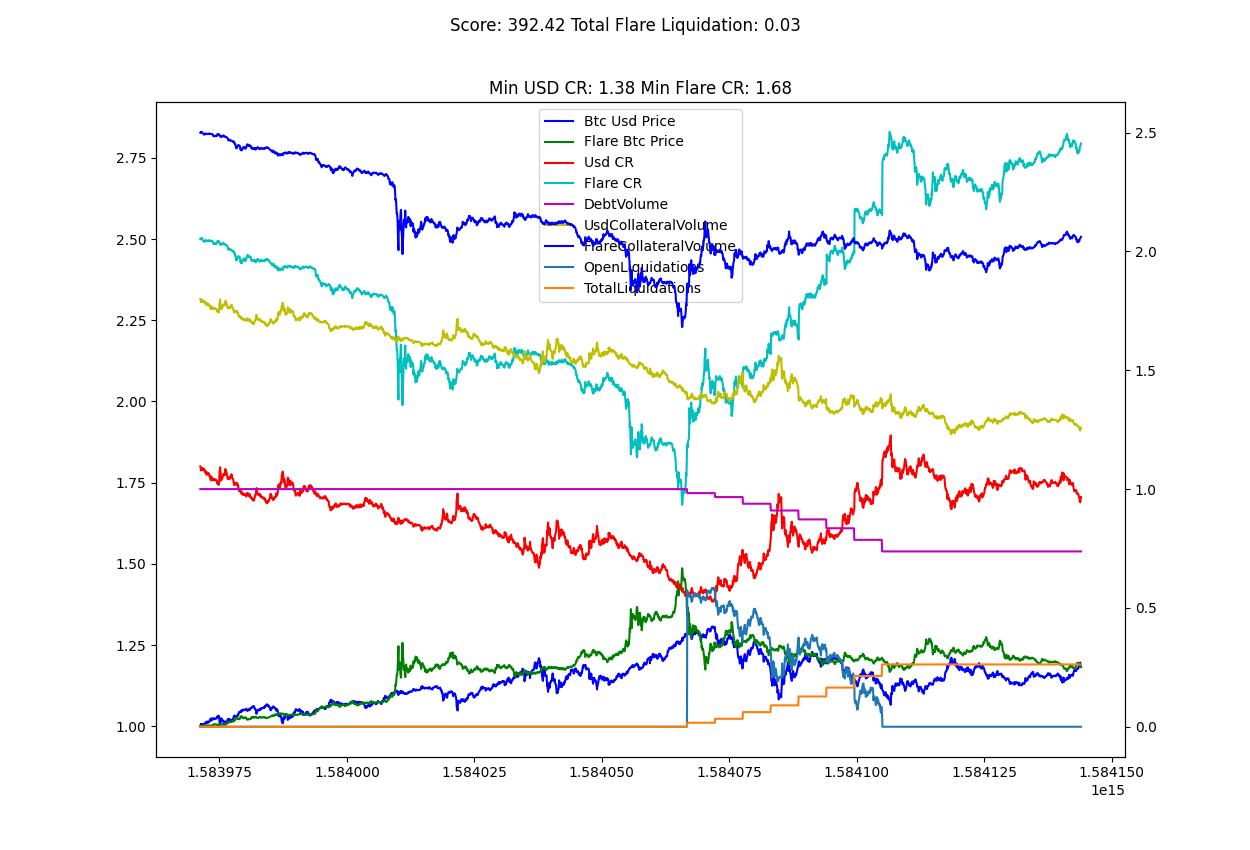 Score: 392.42 Total Flare Liquidation: 0.03
Min USD CR: 1.38 Min Flare CR: 1.68
Btc Usd Price
Flare Btc Price
Usd CR
Flare CR
DebtVolume
UsdCollateralVolume
FlareCollateralVolume
OpenLiquidations
TotalLiquidations
2.75
2.50
2.25
2.00
1.75
1.50
1.25
1.00
2.5
2.0
1.5
1.0
0.5
0.0
1.583975 1.584000 1.584025 1.584050 1.584075 1.584100 1.584125 1.584150
1e15